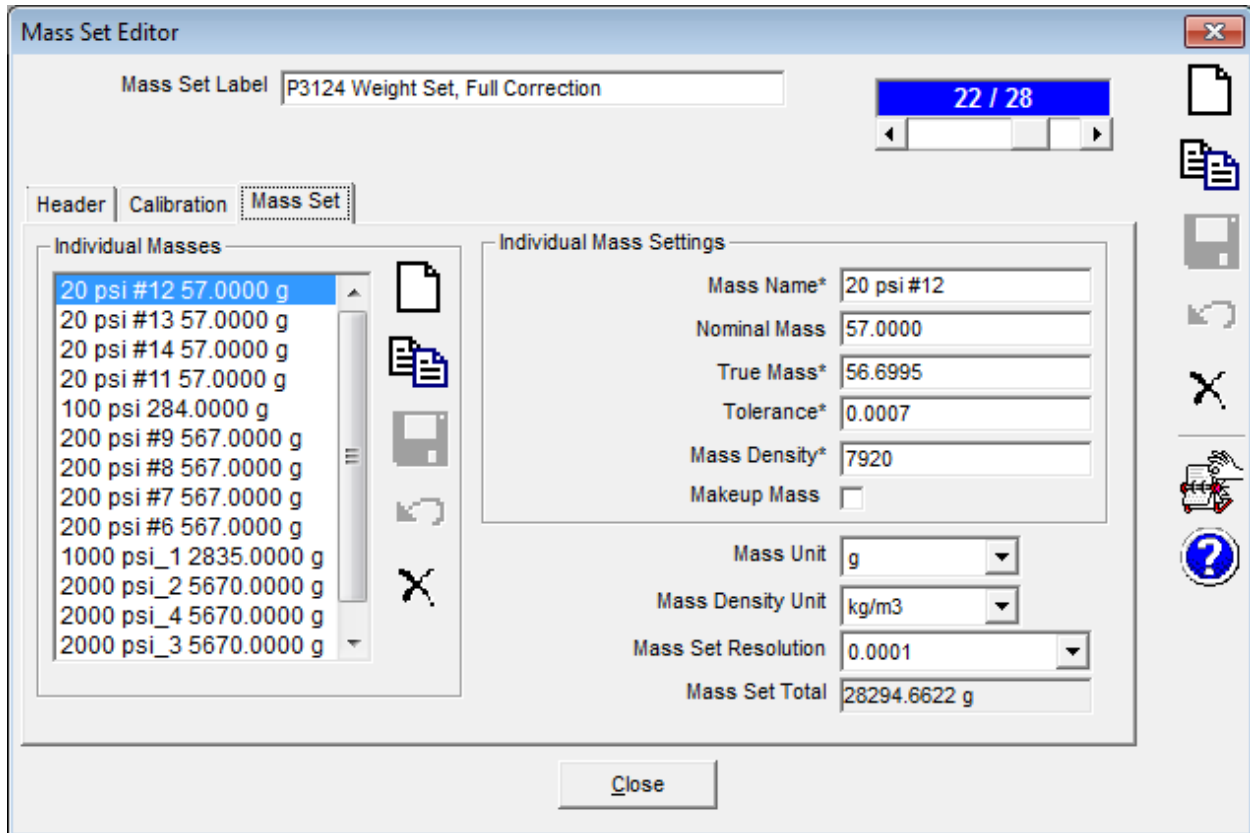 Mass Set Editor
Mass Set Label P3124 Weight Set, Full Correction
22 / 28
Header Calibration Mass Set
Individual Masses
20 psi #12 57.0000 g
20 psi #13 57.0000 g
20 psi #14 57.0000 g
20 psi #11 57.0000 g
100 psi 284.0000 g
200 psi #9 567.0000 g
200 psi #8 567.0000 g
200 psi #7 567.0000 g
200 psi #6 567.0000 g
1000 psi_1 2835.0000 g
2000 psi_2 5670.0000 g
2000 psi_4 5670.0000 g
2000 psi_3 5670.0000 g
Individual Mass Settings
Mass Name* 20 psi #12
Nominal Mass 57.0000
True Mass* 56.6995
Tolerance* 0.0007
Mass Density* 7920
Makeup Mass
Mass Unit g
Mass Density Unit kg/m3
Mass Set Resolution 0.0001
Mass Set Total 28294.6622 g
?
Close